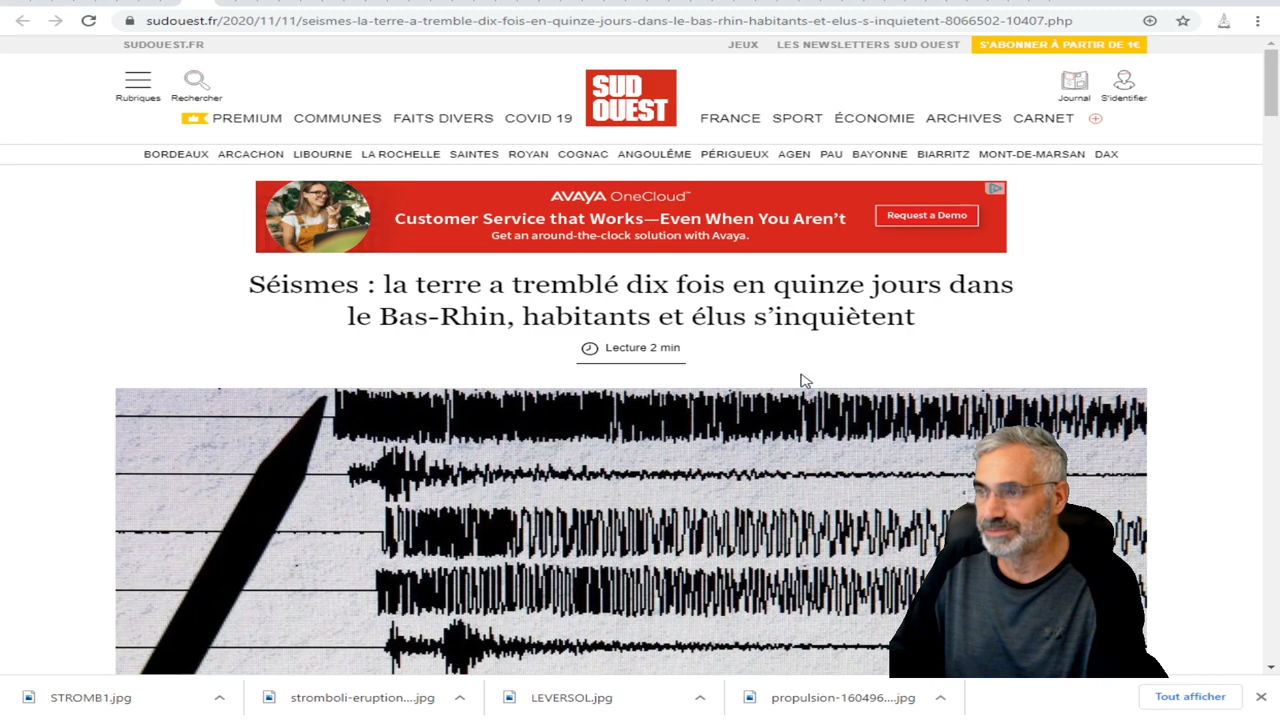 sudouest.fr/2020/11/11/seismes-la-terre-a-tremble-dix-fois-en-quinze-jours-dans-le-bas-rhin-habitants-et-elus-s-inquietent-8066502-10407.php
SUDOUEST.FR
JEUX
LES NEWSLETTERS SUD OUEST
S'ABONNER À PARTIR DE 1€
Rubriques
Rechercher
SUD
OUEST
Journal
S'identifier
PREMIUM COMMUNES FAITS DIVERS COVID 19 FRANCE SPORT ÉCONOMIE ARCHIVES CARNET
BORDEAUX ARCACHON LIBOURNE LA ROCHELLE SAINTES ROYAN COGNAC ANGOULÊME PÉRIGUEUX AGEN PAU BAYONNE BIARRITZ MONT-DE-MARSAN DAX
AVAYA OneCloud™
Customer Service that Works—Even When You Aren't
Get an around-the-clock solution with Avaya.
Request a Demo
Séismes : la terre a tremblé dix fois en quinze jours dans
le Bas-Rhin, habitants et élus s’inquiètent
Lecture 2 min
STROMB1.jpg
stromboli-eruption....jpg
LEVERSOL.jpg
propulsion-160496....jpg
Tout afficher